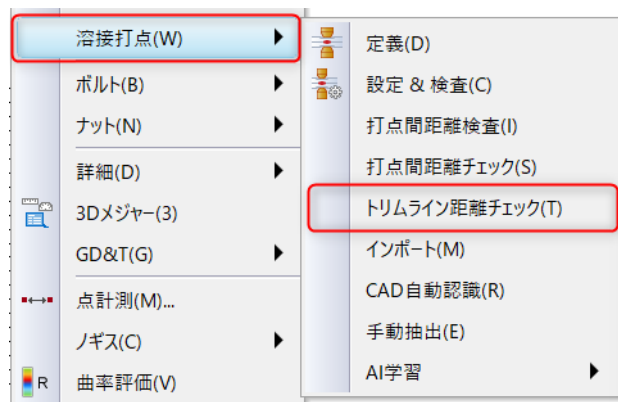 溶接打点(W)
ボルト(B)
ナット(N)
詳細(D)
3Dメジャー(3)
GD&T(G)
点計測(M)...
ノギス(C)
R
曲率評価(V)
定義(D)
設定 & 検査(C)
打点間距離検査(I)
打点間距離チェック(S)
トリムライン距離チェック(T)
インポート(M)
CAD自動認識(R)
手動抽出(E)
AI学習